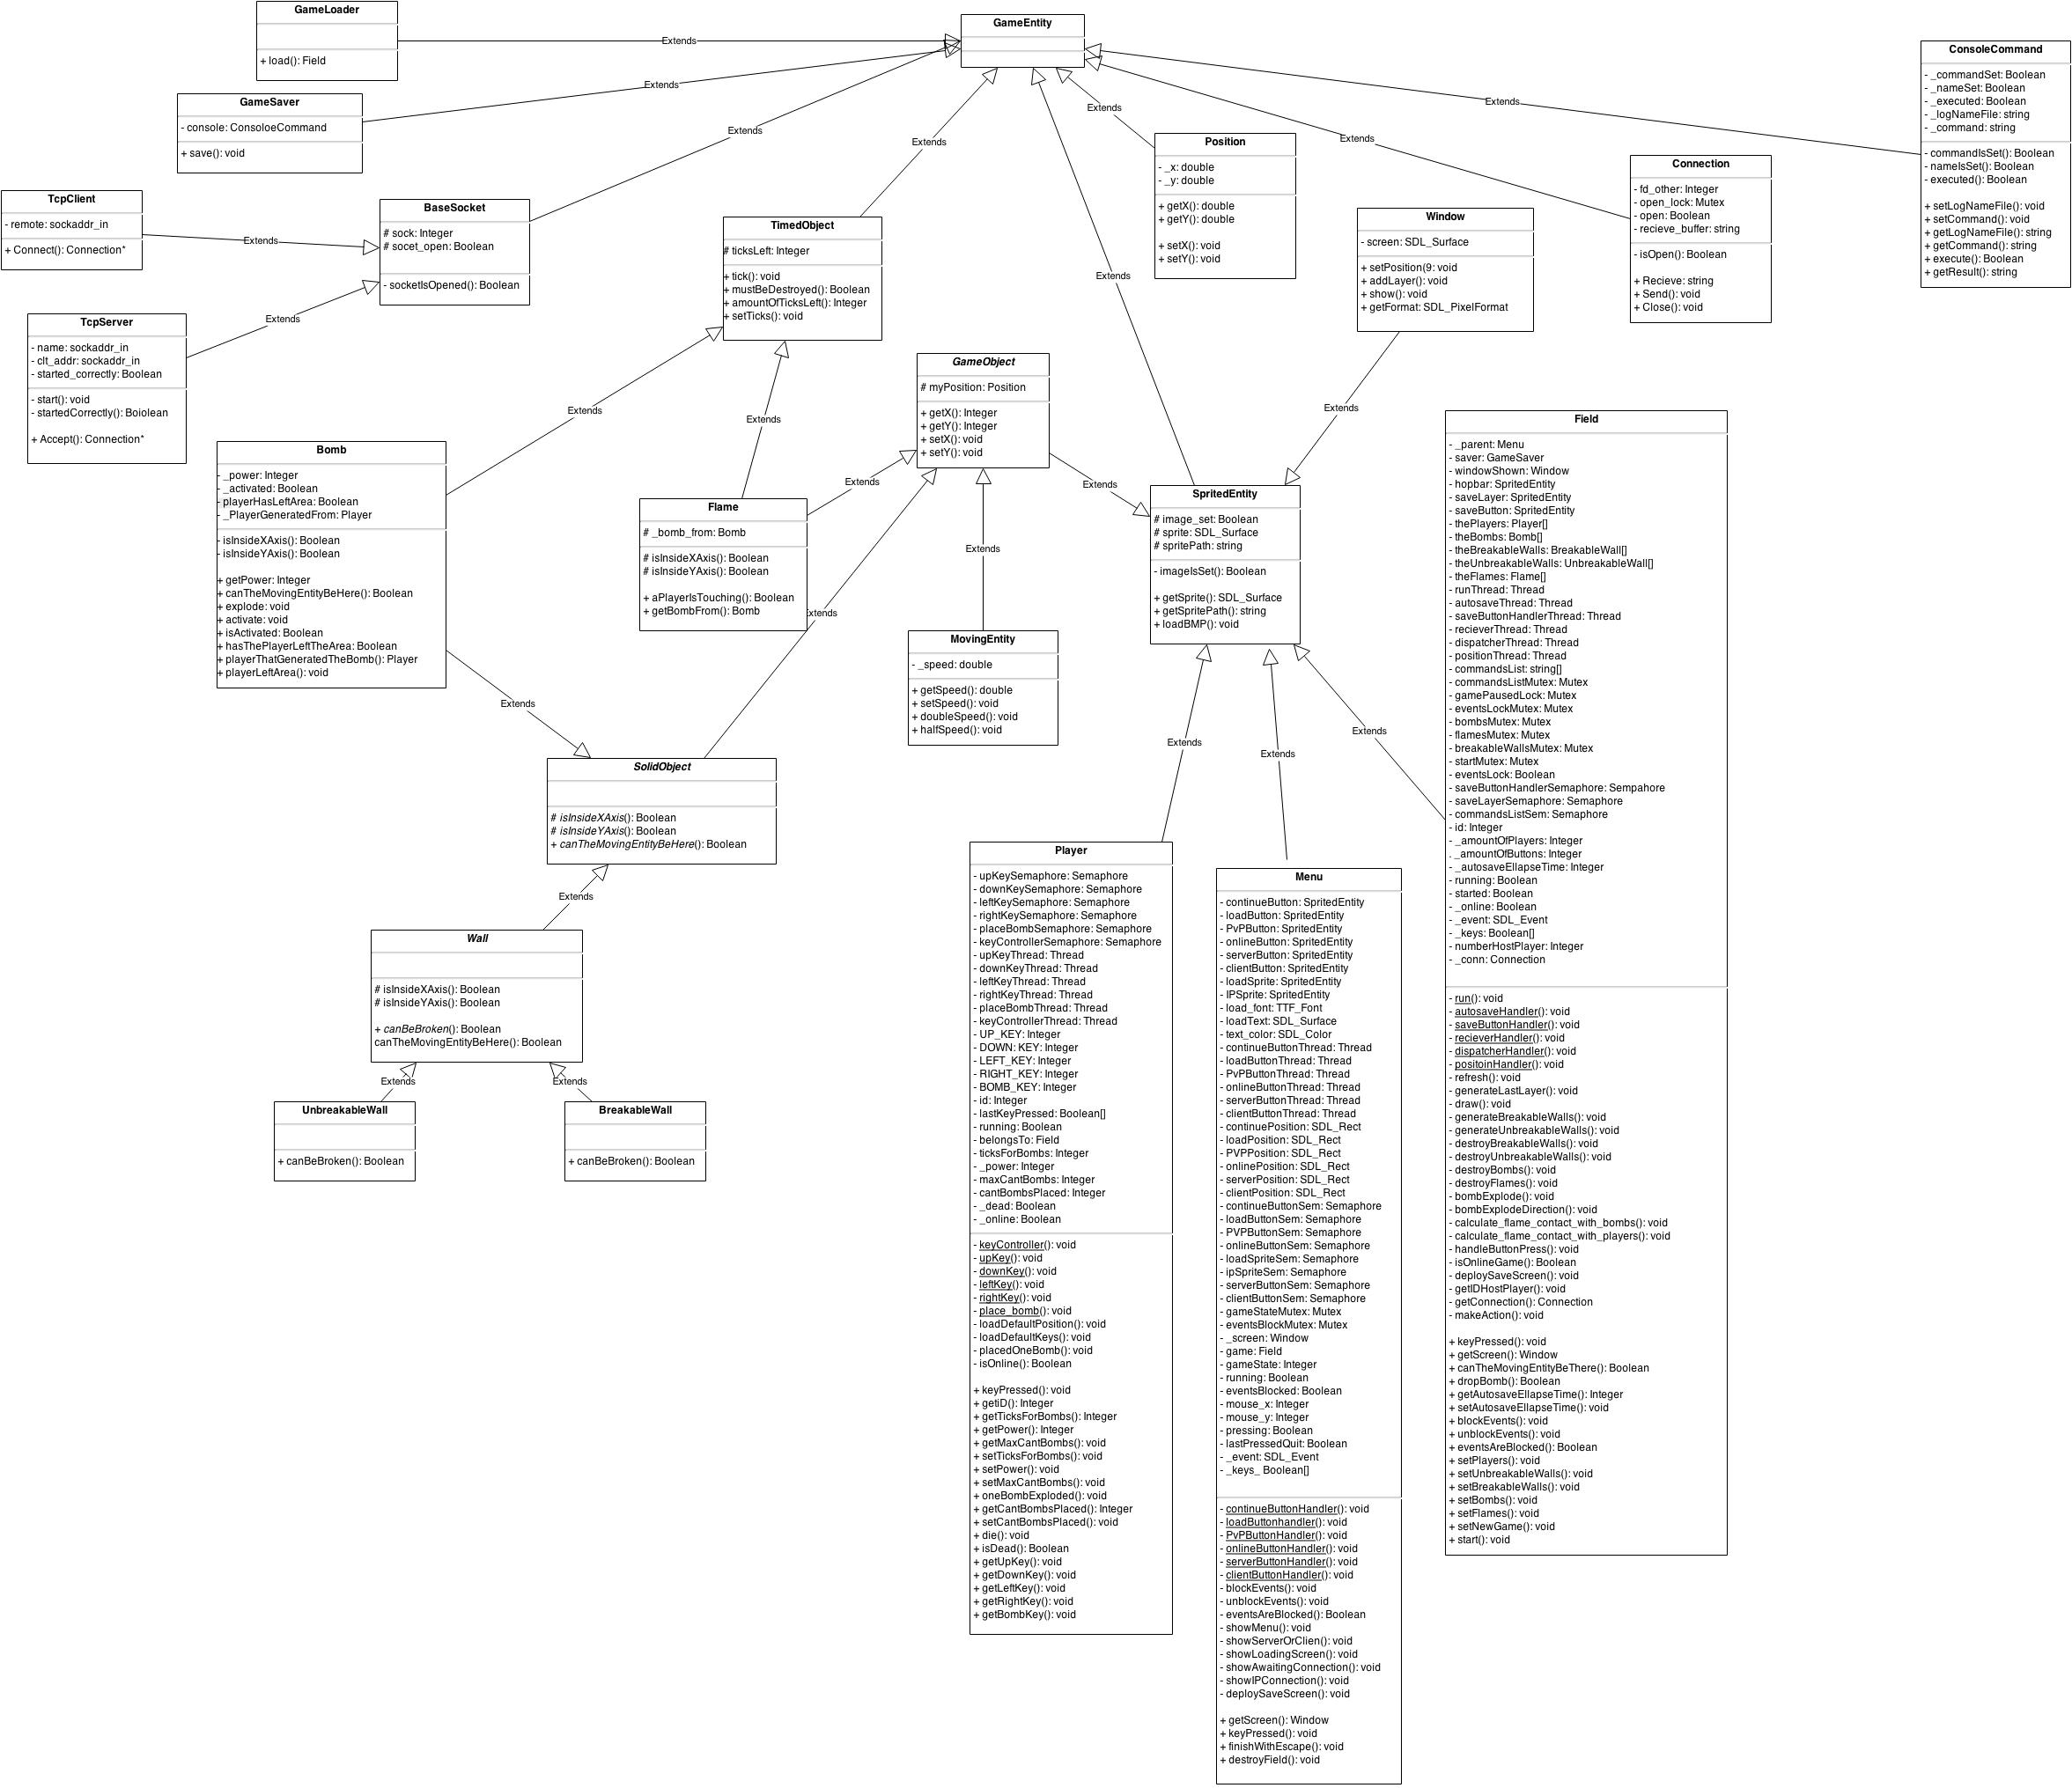 GameLoader
+ load(): Field
GameEntity
Extends
ConsoleCommand
- _commandSet: Boolean
- _nameSet: Boolean
- _executed: Boolean
- _logNameFile: string
- _command: string
- commandIsSet(): Boolean
- nameIsSet(): Boolean
- executed(): Boolean
+ setLogNameFile(): void
+ setCommand(): void
+ getLogNameFile(): string
+ getCommand(): string
+ execute(): Boolean
+ getResult(): string
Extends
GameSaver
- console: ConsoloeCommand
+ save(): void
Extends
Extends
Extends
Extends
Extends
Position
- _x: double
- _y: double
+ getX(): double
+ getY(): double
+ setX(): void
+ setY(): void
Connection
- fd_other: Integer
- open_lock: Mutex
- open: Boolean
- recieve_buffer: string
- isOpen(): Boolean
+ Recieve: string
+ Send(): void
+ Close(): void
TcpClient
- remote: sockaddr_in
+ Connect(): Connection*
Extends
BaseSocket
# sock: Integer
# socet_open: Boolean
- socketIsOpened(): Boolean
TimedObject
# ticksLeft: Integer
+ tick(): void
+ mustBeDestroyed(): Boolean
+ amountOfTicksLeft(): Integer
+ setTicks(): void
Extends
Window
- screen: SDL_Surface
+ setPosition(9: void
+ addLayer(): void
+ show(): void
+ getFormat: SDL_PixelFormat
Extends
TcpServer
- name: sockaddr_in
- clt_addr: sockaddr_in
- started_correctly: Boolean
- start(): void
- startedCorrectly(): Boiolean
+ Accept(): Connection*
Extends
Extends
GameObject
# myPosition: Position
+ getX(): Integer
+ getY(): Integer
+ setX(): void
+ setY(): void
Extends
Bomb
- _power: Integer
- _activated: Boolean
- playerHasLeftArea: Boolean
- _PlayerGeneratedFrom: Player
- isInsideXAxis(): Boolean
- isInsideYAxis(): Boolean
+ getPower: Integer
+ canTheMovingEntityBeHere(): Boolean
+ explode: void
+ activate: void
+ isActivated: Boolean
+ hasThePlayerLeftTheArea: Boolean
+ playerThatGeneratedTheBomb(): Player
+ playerLeftArea(): void
Flame
# _bomb_from: Bomb
# isInsideXAxis(): Boolean
# isInsideYAxis(): Boolean
+ aPlayerIsTouching(): Boolean
+ getBombFrom(): Bomb
Extends
Extends
Extends
Extends
SpritedEntity
# image_set: Boolean
# sprite: SDL_Surface
# spritePath: string
- imageIsSet(): Boolean
+ getSprite(): SDL_Surface
+ getSpritePath(): string
+ loadBMP(): void
MovingEntity
- _speed: double
+ getSpeed(): double
+ setSpeed(): void
+ doubleSpeed(): void
+ halfSpeed(): void
Extends
Extends
Extends
Extends
Field
- _parent: Menu
- saver: GameSaver
- windowShown: Window
- hopbar: SpritedEntity
- saveLayer: SpritedEntity
- saveButton: SpritedEntity
- thePlayers: Player[]
- theBombs: Bomb[]
- theBreakableWalls: BreakableWall[]
- theUnbreakableWalls: UnbreakableWall[]
- theFlames: Flame[]
- runThread: Thread
- autosaveThread: Thread
- saveButtonHandlerThread: Thread
- recieverThread: Thread
- dispatcherThread: Thread
- positionThread: Thread
- commandsList: string[]
- commandsListMutex: Mutex
- gamePausedLock: Mutex
- eventsLockMutex: Mutex
- bombsMutex: Mutex
- flamesMutex: Mutex
- breakableWallsMutex: Mutex
- startMutex: Mutex
- eventsLock: Boolean
- saveButtonHandlerSemaphore: Sempahore
- saveLayerSemaphore: Semaphore
- commandsListSem: Semaphore
- id: Integer
- _amountOfPlayers: Integer
. _amountOfButtons: Integer
- _autosaveEllapseTime: Integer
- running: Boolean
- started: Boolean
- _online: Boolean
- _event: SDL_Event
- _keys: Boolean[]
- numberHostPlayer: Integer
- _conn: Connection
- run(): void
- autosaveHandler(): void
- saveButtonHandler(): void
- recieverHandler(): void
- dispatcherHandler(): void
- positoinHandler(): void
- refresh(): void
- generateLastLayer(): void
- draw(): void
- generateBreakableWalls(): void
- generateUnbreakableWalls(): void
- destroyBreakableWalls(): void
- destroyUnbreakableWalls(): void
- destroyBombs(): void
- destroyFlames(): void
- bombExplode(): void
- bombExplodeDirection(): void
- calculate_flame_contact_with_bombs(): void
- calculate_flame_contact_with_players(): void
- handleButtonPress(): void
- isOnlineGame(): Boolean
- deploySaveScreen(): void
- getIDHostPlayer(): void
- getConnection(): Connection
- makeAction(): void
+ keyPressed(): void
+ getScreen(): Window
+ canTheMovingEntityBeThere(): Boolean
+ dropBomb(): Boolean
+ getAutosaveEllapseTime(): Integer
+ setAutosaveEllapseTime(): void
+ blockEvents(): void
+ unblockEvents(): void
+ eventsAreBlocked(): Boolean
+ setPlayers(): void
+ setUnbreakableWalls(): void
+ setBreakableWalls(): void
+ setBombs(): void
+ setFlames(): void
+ setNewGame(): void
+ start(): void
SolidObject
# isInsideXAxis(): Boolean
# isInsideYAxis(): Boolean
+ canTheMovingEntityBeHere(): Boolean
Extends
Wall
# isInsideXAxis(): Boolean
# isInsideYAxis(): Boolean
+ canBeBroken(): Boolean
canTheMovingEntityBeHere(): Boolean
Extends
Extends
UnbreakableWall
+ canBeBroken(): Boolean
BreakableWall
+ canBeBroken(): Boolean
Player
- upKeySemaphore: Semaphore
- downKeySemaphore: Semaphore
- leftKeySemaphore: Semaphore
- rightKeySemaphore: Semaphore
- placeBombSemaphore: Semaphore
- keyControllerSemaphore: Semaphore
- upKeyThread: Thread
- downKeyThread: Thread
- leftKeyThread: Thread
- rightKeyThread: Thread
- placeBombThread: Thread
- keyControllerThread: Thread
- UP_KEY: Integer
- DOWN: KEY: Integer
- LEFT_KEY: Integer
- RIGHT_KEY: Integer
- BOMB_KEY: Integer
- id: Integer
- lastKeyPressed: Boolean[]
- running: Boolean
- belongsTo: Field
- ticksForBombs: Integer
- _power: Integer
- maxCantBombs: Integer
- cantBombsPlaced: Integer
- _dead: Boolean
- _online: Boolean
- keyController(): void
- upKey(): void
- downKey(): void
- leftKey(): void
- rightKey(): void
- place_bomb(): void
- loadDefaultPosition(): void
- loadDefaultKeys(): void
- placedOneBomb(): void
- isOnline(): Boolean
+ keyPressed(): void
+ getiD(): Integer
+ getTicksForBombs(): Integer
+ getPower(): Integer
+ getMaxCantBombs(): void
+ setTicksForBombs(): void
+ setPower(): void
+ setMaxCantBombs(): void
+ oneBombExploded(): void
+ getCantBombsPlaced(): Integer
+ setCantBombsPlaced(): void
+ die(): void
+ isDead(): Boolean
+ getUpKey(): void
+ getDownKey(): void
+ getLeftKey(): void
+ getRightKey(): void
+ getBombKey(): void
Menu
- continueButton: SpritedEntity
- loadButton: SpritedEntity
- PvPButton: SpritedEntity
- onlineButton: SpritedEntity
- serverButton: SpritedEntity
- clientButton: SpritedEntity
- loadSprite: SpritedEntity
- IPSprite: SpritedEntity
- load_font: TTF_Font
- loadText: SDL_Surface
- text_color: SDL_Color
- continueButtonThread: Thread
- loadButtonThread: Thread
- PvPButtonThread: Thread
- onlineButtonThread: Thread
- serverButtonThread: Thread
- clientButtonThread: Thread
- continuePosition: SDL_Rect
- loadPosition: SDL_Rect
- PVPPosition: SDL_Rect
- onlinePosition: SDL_Rect
- serverPosition: SDL_Rect
- clientPosition: SDL_Rect
- continueButtonSem: Semaphore
- loadButtonSem: Semaphore
- PVPButtonSem: Semaphore
- onlineButtonSem: Semaphore
- loadSpriteSem: Semaphore
- ipSpriteSem: Semaphore
- serverButtonSem: Semaphore
- clientButtonSem: Semaphore
- gameStateMutex: Mutex
- eventsBlockMutex: Mutex
- _screen: Window
- game: Field
- gameState: Integer
- running: Boolean
- eventsBlocked: Boolean
- mouse_x: Integer
- mouse_y: Integer
- pressing: Boolean
- lastPressedQuit: Boolean
- _event: SDL_Event
- _keys_ Boolean[]
- continueButtonHandler(): void
- loadButtonhandler(): void
- PvPButtonHandler(): void
- onlineButtonHandler(): void
- serverButtonHandler(): void
- clientButtonHandler(): void
- blockEvents(): void
- unblockEvents(): void
- eventsAreBlocked(): Boolean
- showMenu(): void
- showServerOrClien(): void
- showLoadingScreen(): void
- showAwaitingConnection(): void
- showIPConnection(): void
- deploySaveScreen(): void
+ getScreen(): Window
+ keyPressed(): void
+ finishWithEscape(): void
+ destroyField(): void
Extends
Extends